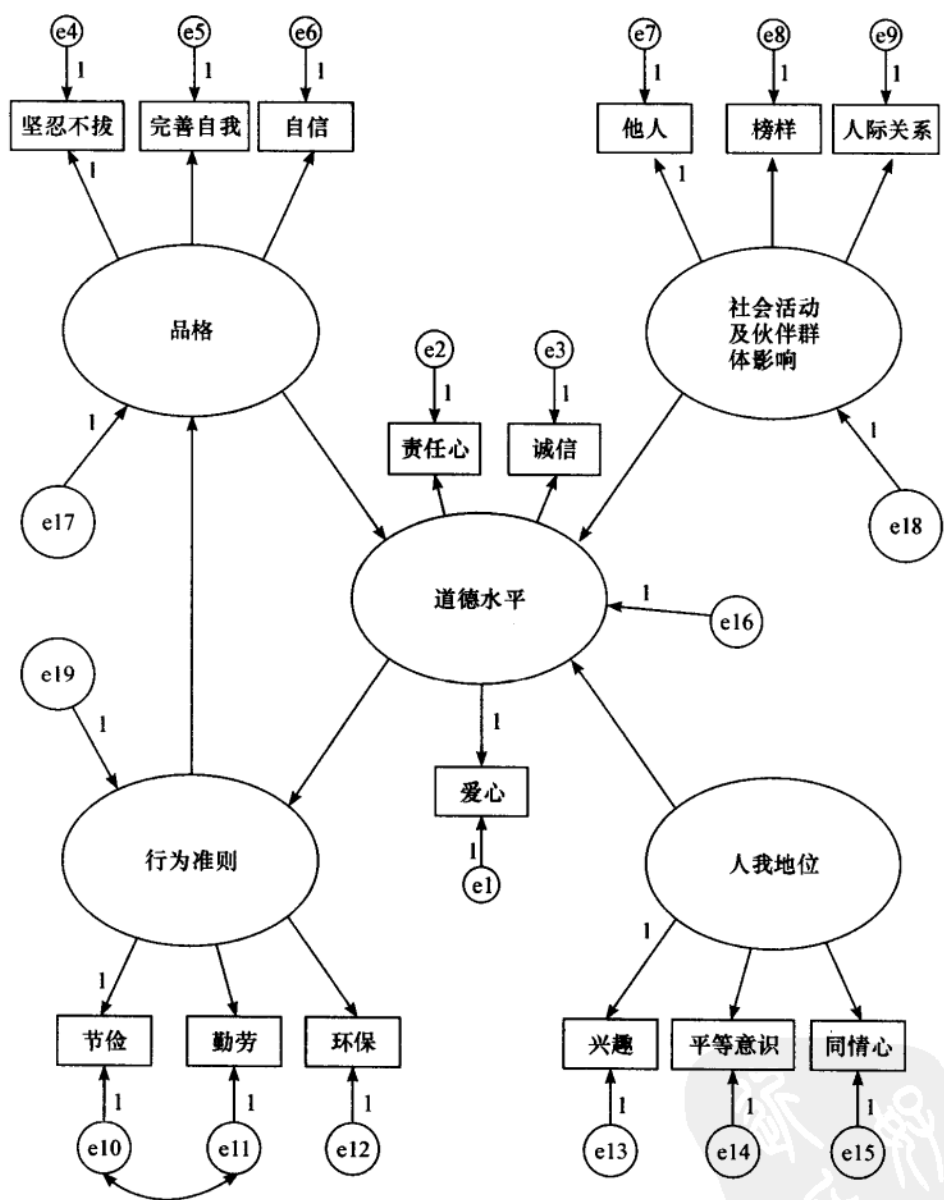 e4
e5
e6
e7
e8
e9
1
1
1
1
1
1
坚忍不拔
完善自我
自信
他人
榜样
人际关系
1
1
品格
社会活动
及伙伴群
体影响
e2
e3
1
1
1
1
责任心
诚信
e17
e18
道德水平
1
e16
e19
1
1
爱心
行为准则
人我地位
1
e1
1
1
节俭
勤劳
环保
兴趣
平等意识
同情心
1
1
1
1
1
1
e10
e11
e12
e13
e14
e15